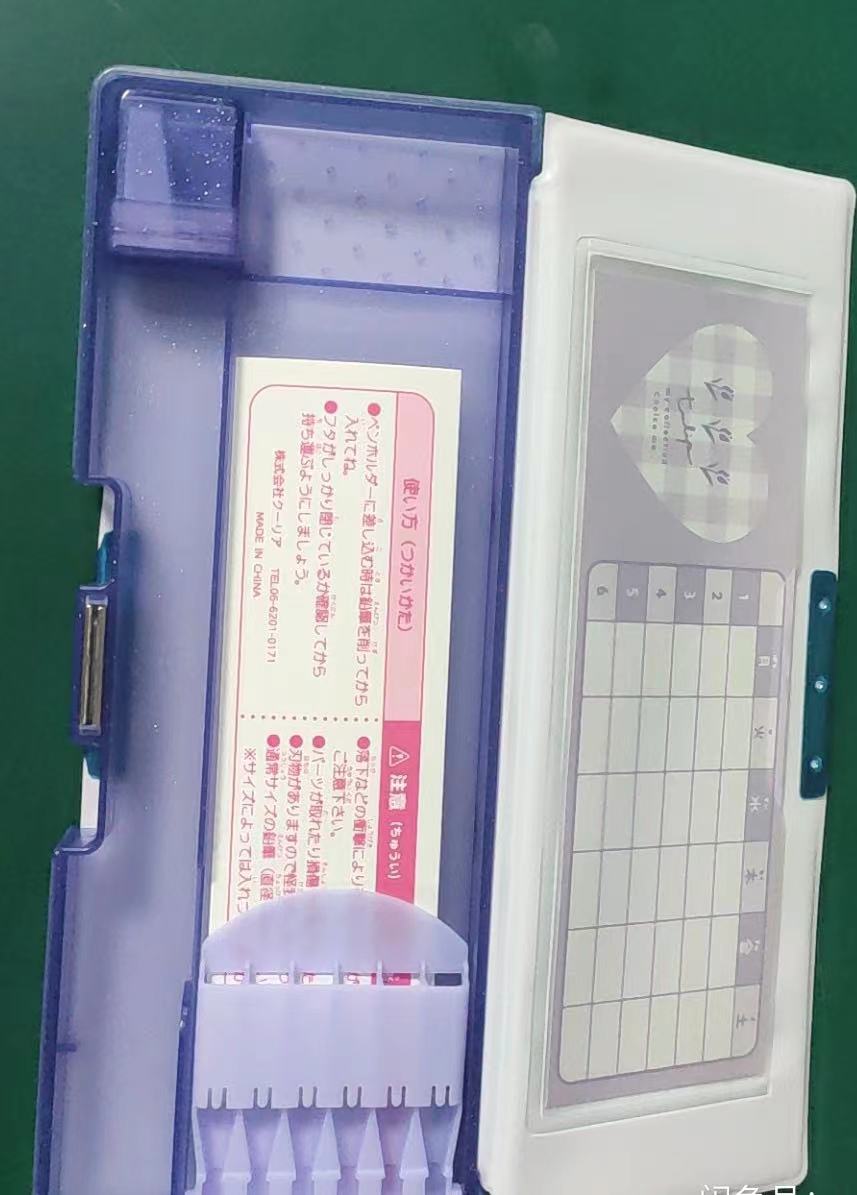 使い方（つかいかた）
●ペンホルダーに差し込む時は鉛筆を削ってから
入れてね。
●フタがしっかり閉じているか確認してから
持ち運ぶようにしましょう。
株式会社クーリア TEL06-6201-0171
MADE IN CHINA
注意（ちゅうい）
●落下などの衝撃により
ご注意下さい。
●パーツが取れたり損傷
●刃物がありますので怪
●通常サイズの鉛筆（直径
※サイズによっては入れ
tulip
my collection
choice me
月 火 水 木 金 土
1
2
3
4
5
6